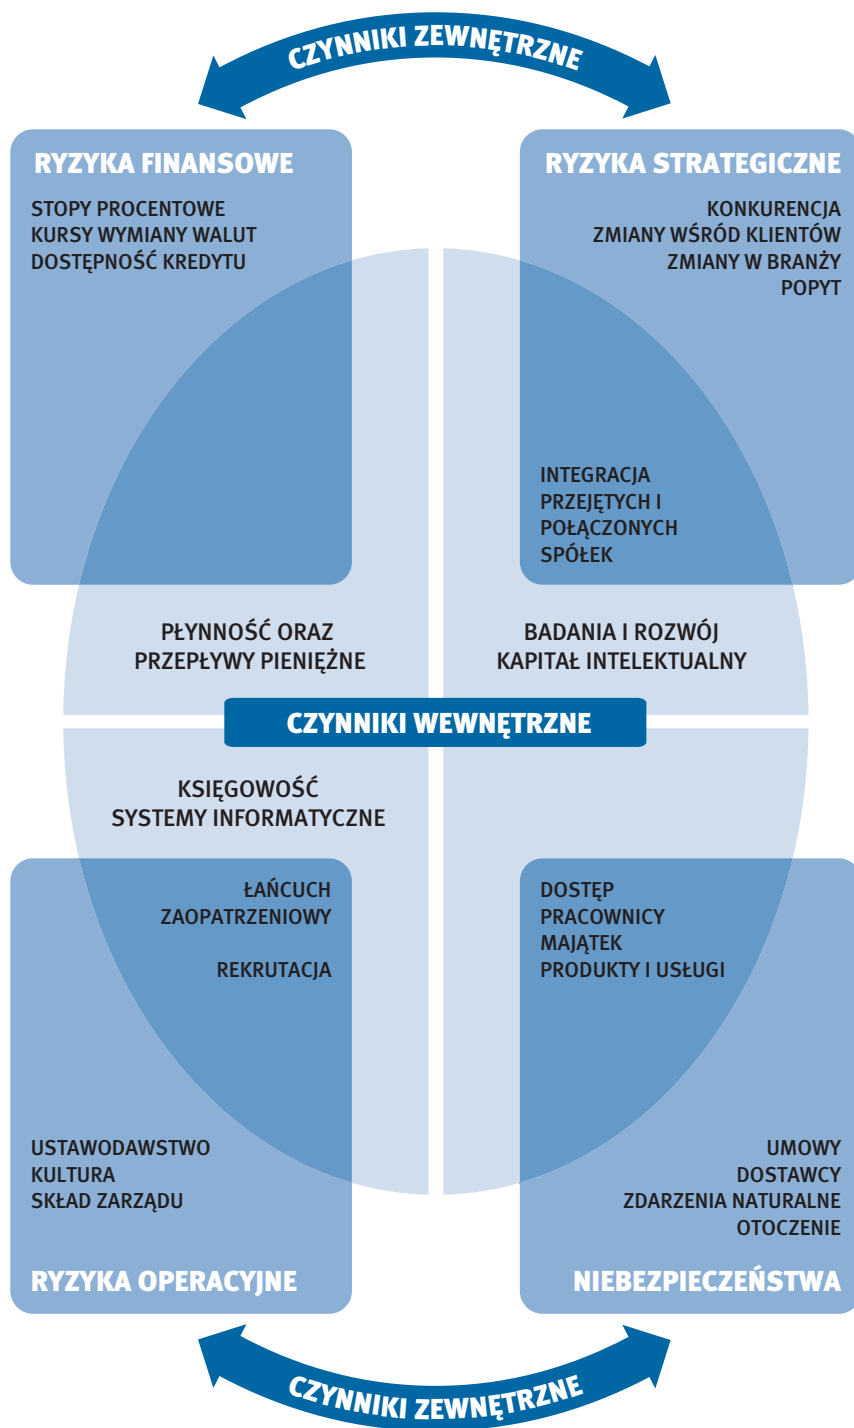 CZYNNIKI ZEWNĘTRZNE
RYZYKA FINANSOWE
STOPY PROCENTOWE
KURSY WYMIANY WALUT
DOSTĘPNOŚĆ KREDYTU
RYZYKA STRATEGICZNE
KONKURENCJA
ZMIANY WŚRÓD KLIENTÓW
ZMIANY W BRANŻY
POPYT
INTEGRACJA
PRZEJĘTYCH I
POŁĄCZONYCH
SPÓŁEK
PŁYNNOŚĆ ORAZ
PRZEPŁYWY PIENIĘŻNE
BADANIA I ROZWÓJ
KAPITAŁ INTELEKTUALNY
CZYNNIKI WEWNĘTRZNE
KSIĘGOWOŚĆ
SYSTEMY INFORMATYCZNE
ŁAŃCUCH
ZAOPATRZENIOWY
REKRUTACJA
DOSTĘP
PRACOWNICY
MAJĄTEK
PRODUKTY I USŁUGI
USTAWODAWSTWO
KULTURA
SKŁAD ZARZĄDU
RYZYKA OPERACYJNE
UMOWY
DOSTAWCY
ZDARZENIA NATURALNE
OTOCZENIE
NIEBEZPIECZEŃSTWA
CZYNNIKI ZEWNĘTRZNE